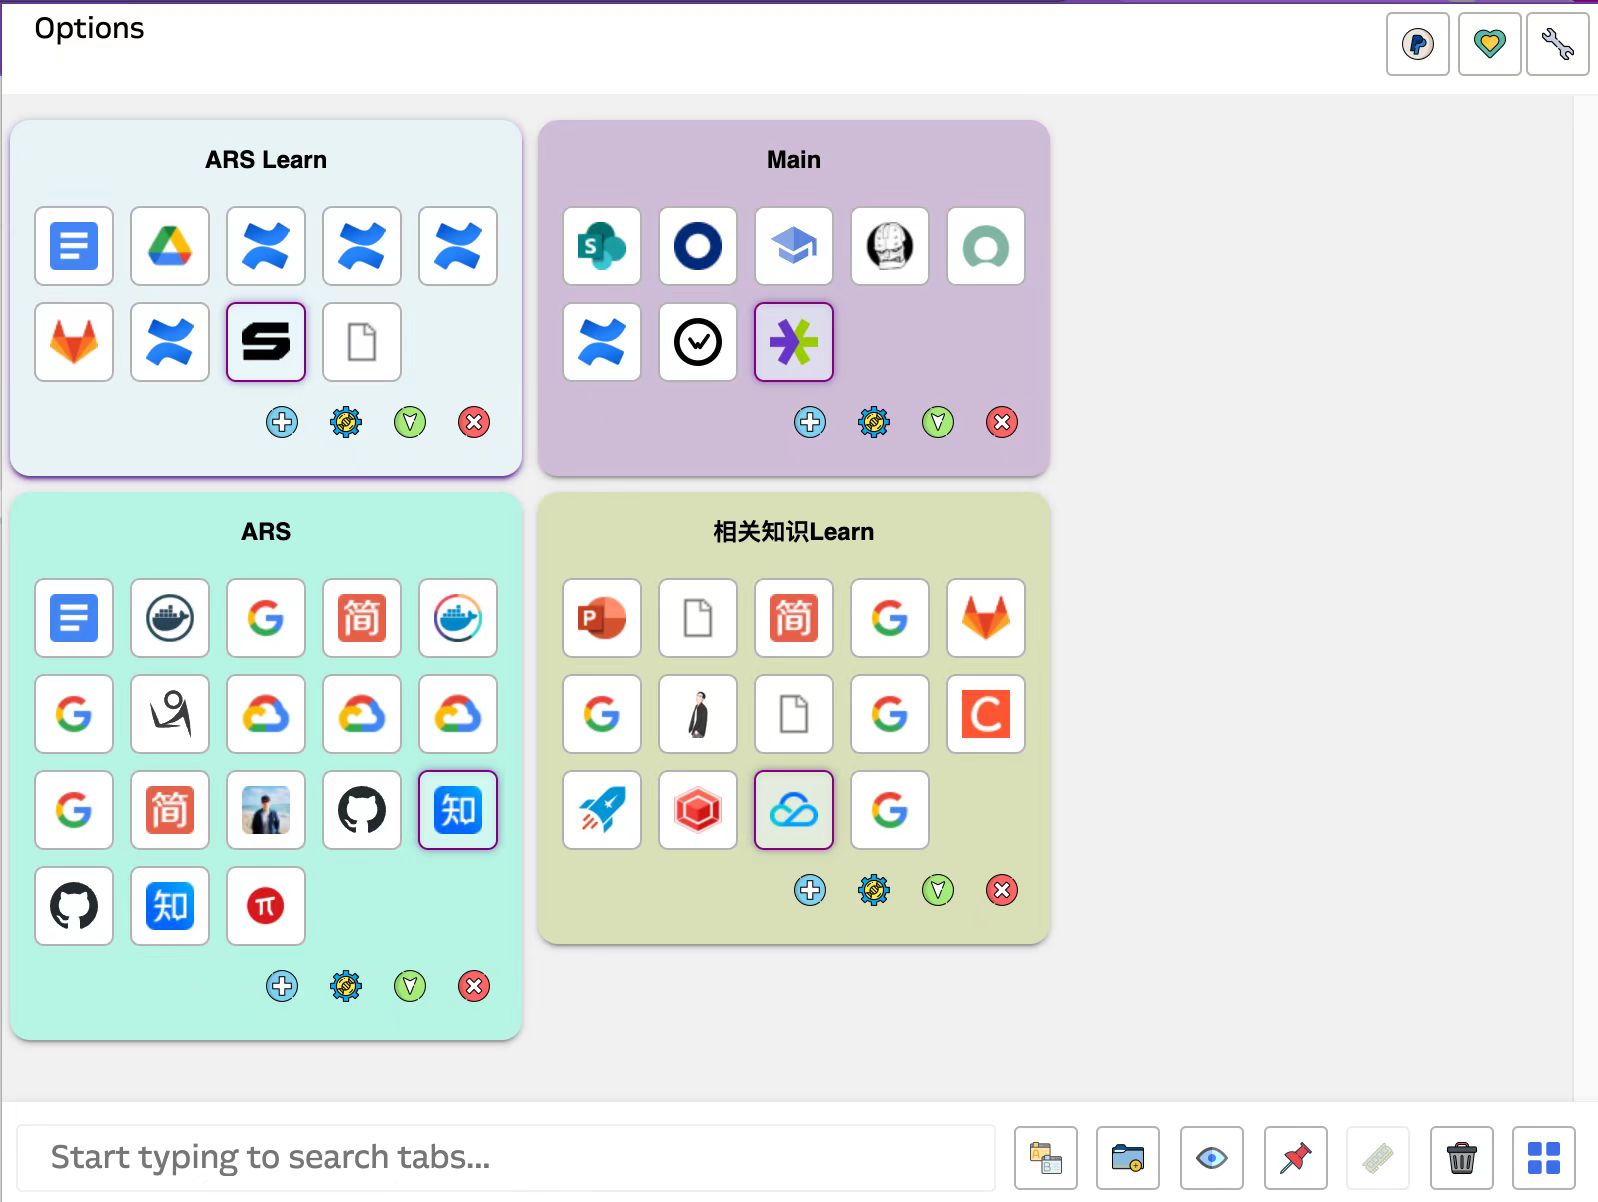 Options
ARS Learn
Main
S
W
ARS
相关知识Learn
简
P
简
C
简
知
知
π
Start typing to search tabs...
A
B